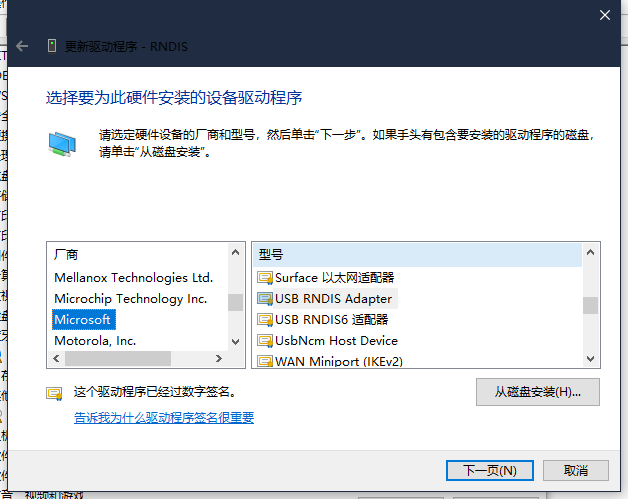 更新驱动程序 - RNDIS
选择要为此硬件安装的设备驱动程序
请选定硬件设备的厂商和型号，然后单击“下一步”。如果手头有包含要安装的驱动程序的磁盘，
请单击“从磁盘安装”。
厂商
Mellanox Technologies Ltd.
Microchip Technology Inc.
Microsoft
Motorola, Inc.
型号
Surface 以太网适配器
USB RNDIS Adapter
USB RNDIS6 适配器
UsbNcm Host Device
WAN Miniport (IKEv2)
这个驱动程序已经过数字签名。
告诉我为什么驱动程序签名很重要
从磁盘安装(H)...
下一页(N)
取消
视频和游戏